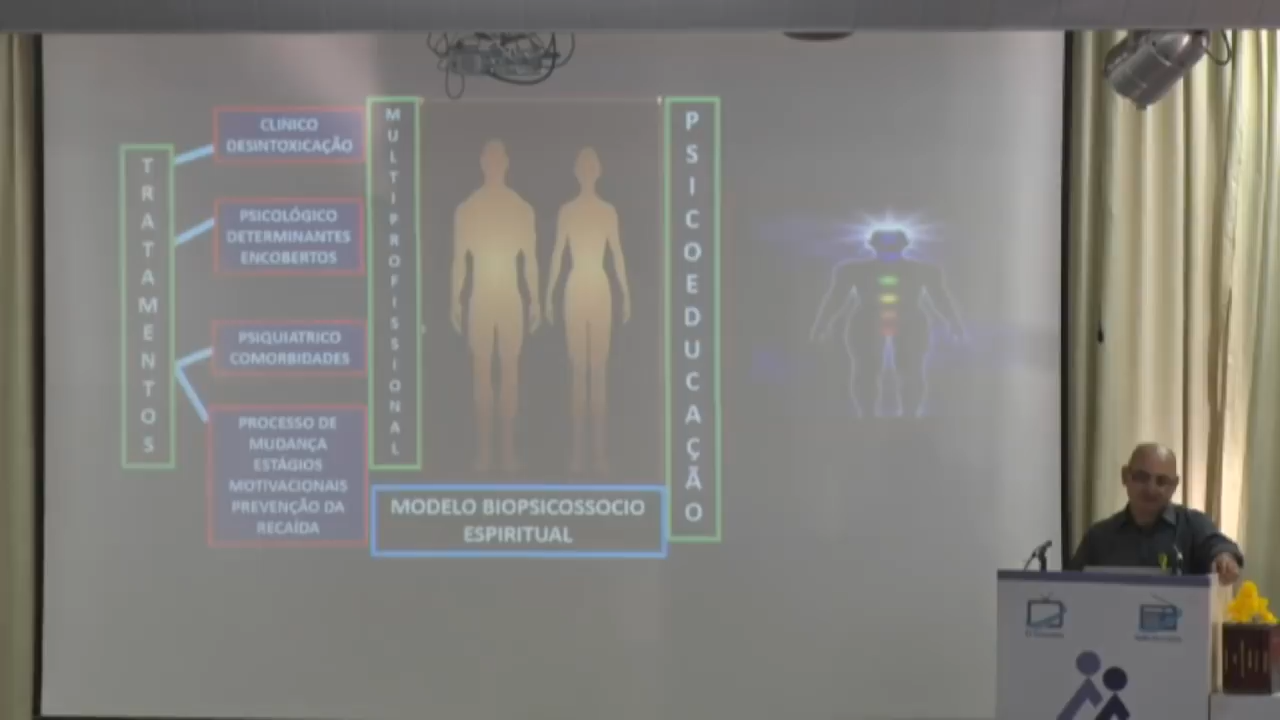 TRATAMENTOS
CLINICO
DESINTOXICAÇÃO
PSICOLÓGICO
DETERMINANTES
ENCOBERTOS
PSIQUIATRICO
COMORBIDADES
PROCESSO DE
MUDANÇA
ESTÁGIOS
MOTIVACIONAIS
PREVENÇÃO DA
RECAÍDA
MULTIPROFISSIONAL
MODELO BIOPSICOSSOCIO
ESPIRITUAL
PSICOEDUCAÇÃO